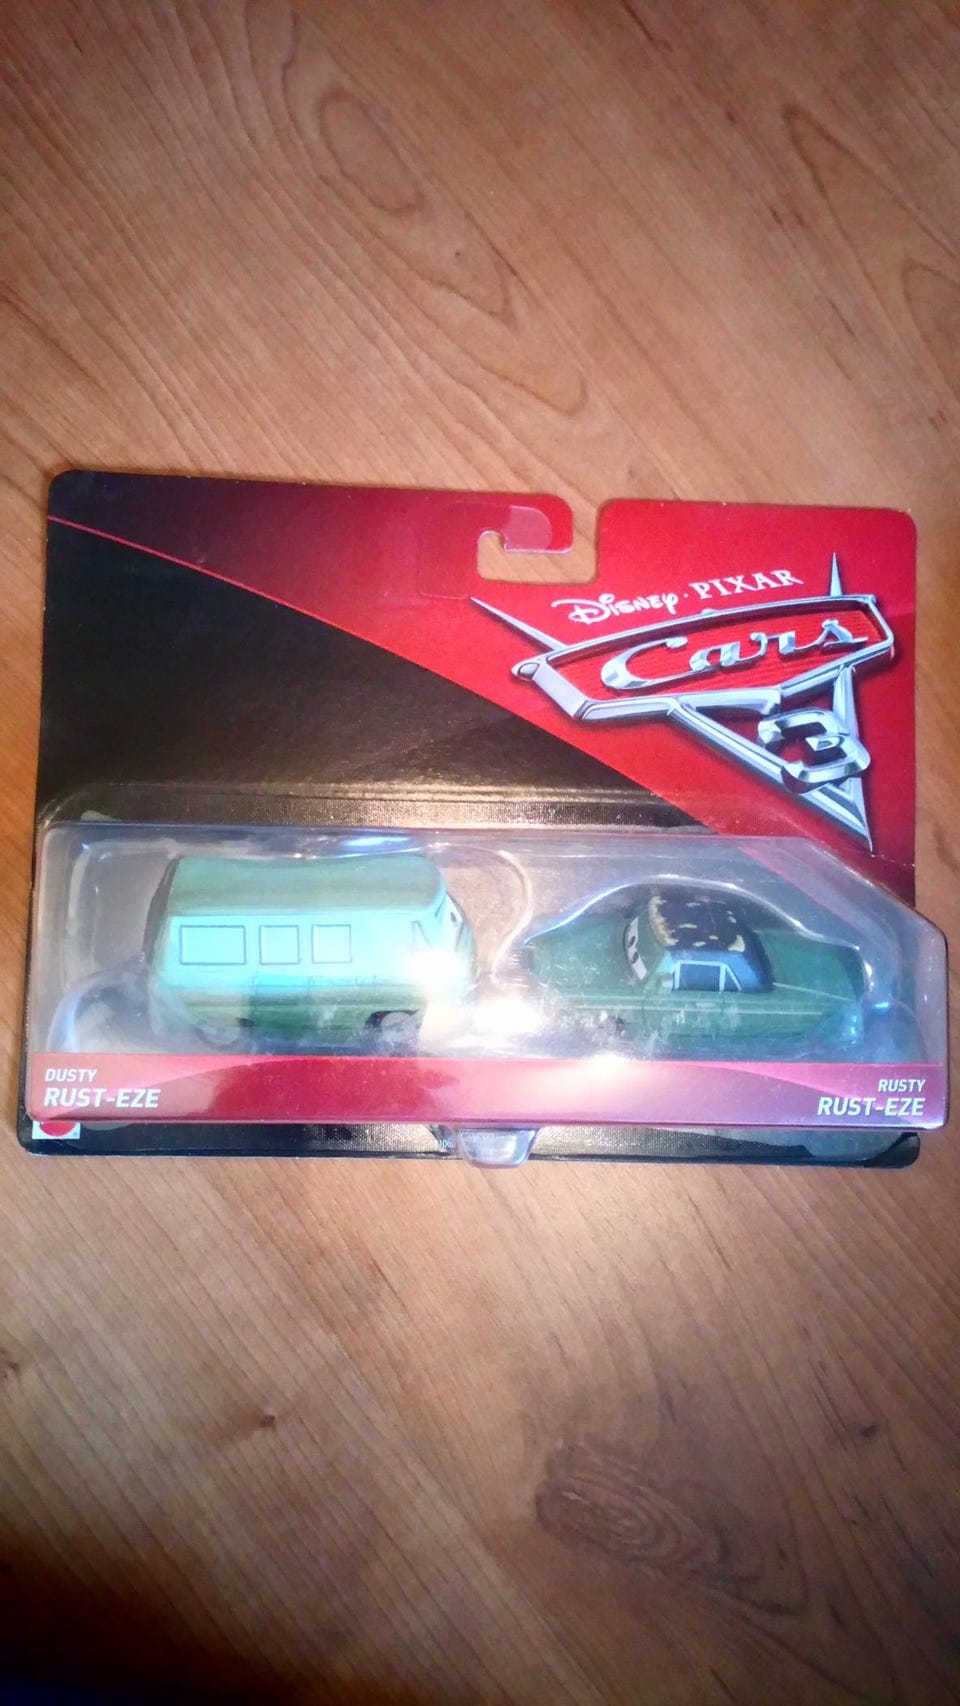 Disney · PIXAR
Cars
3
DUSTY
RUST-EZE
RUSTY
RUST-EZE